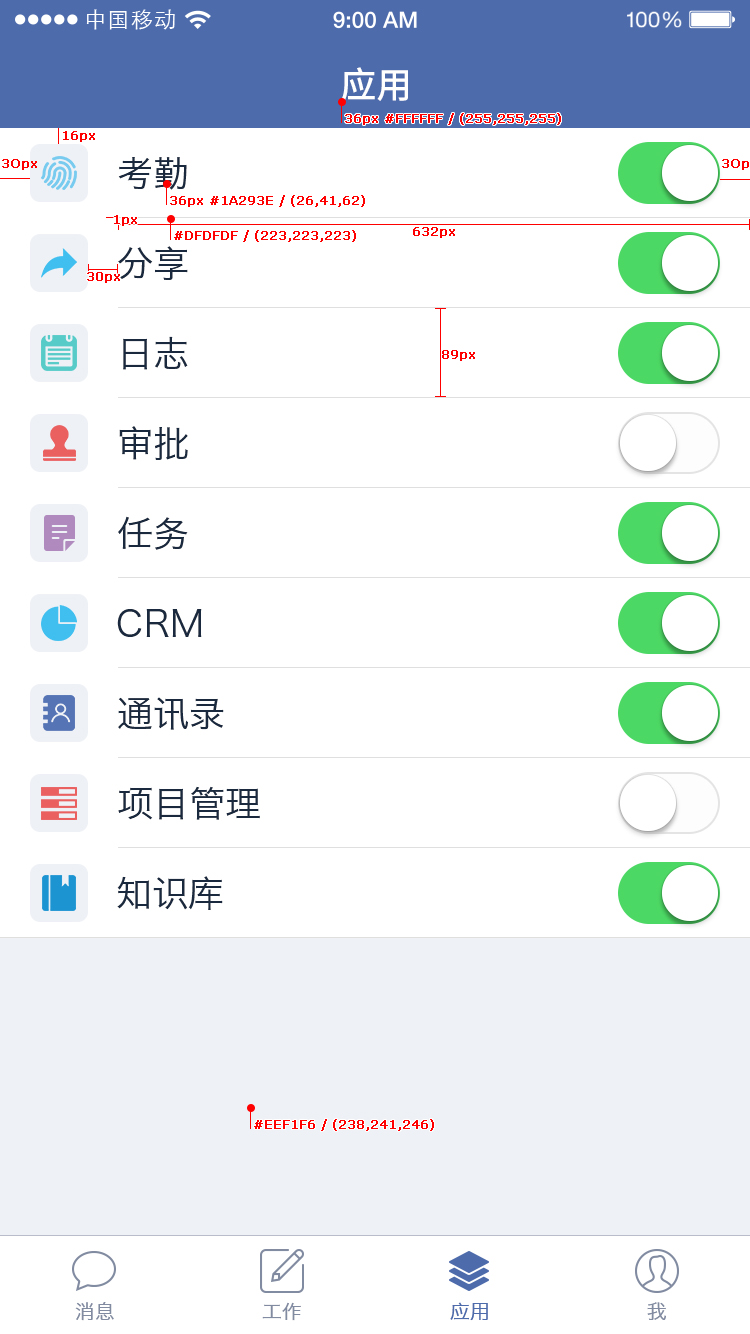 中国移动 9:00 AM 100%
应用
36px #FFFFFF / (255,255,255)
16px
30px 30p
考勤
36px #1A293E / (26,41,62)
1px
#DFDFDF / (223,223,223) 632px
分享
30px
日志
89px
审批
任务
CRM
通讯录
项目管理
知识库
#EEF1F6 / (238,241,246)
消息 工作 应用 我